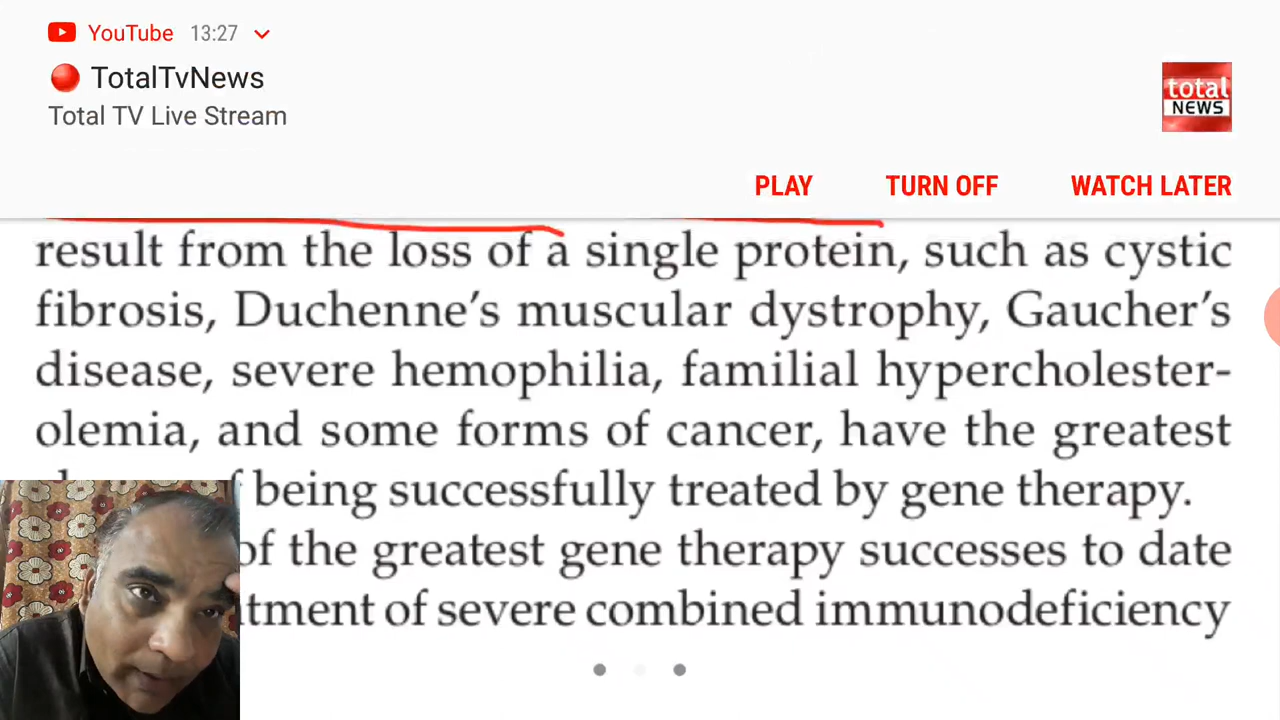 YouTube 13:27
TotalTvNews
Total TV Live Stream
total
NEWS
PLAY TURN OFF WATCH LATER
result from the loss of a single protein, such as cystic
fibrosis, Duchenne's muscular dystrophy, Gaucher's
disease, severe hemophilia, familial hypercholester-
olemia, and some forms of cancer, have the greatest
being successfully treated by gene therapy.
of the greatest gene therapy successes to date
of severe combined immunodeficiency